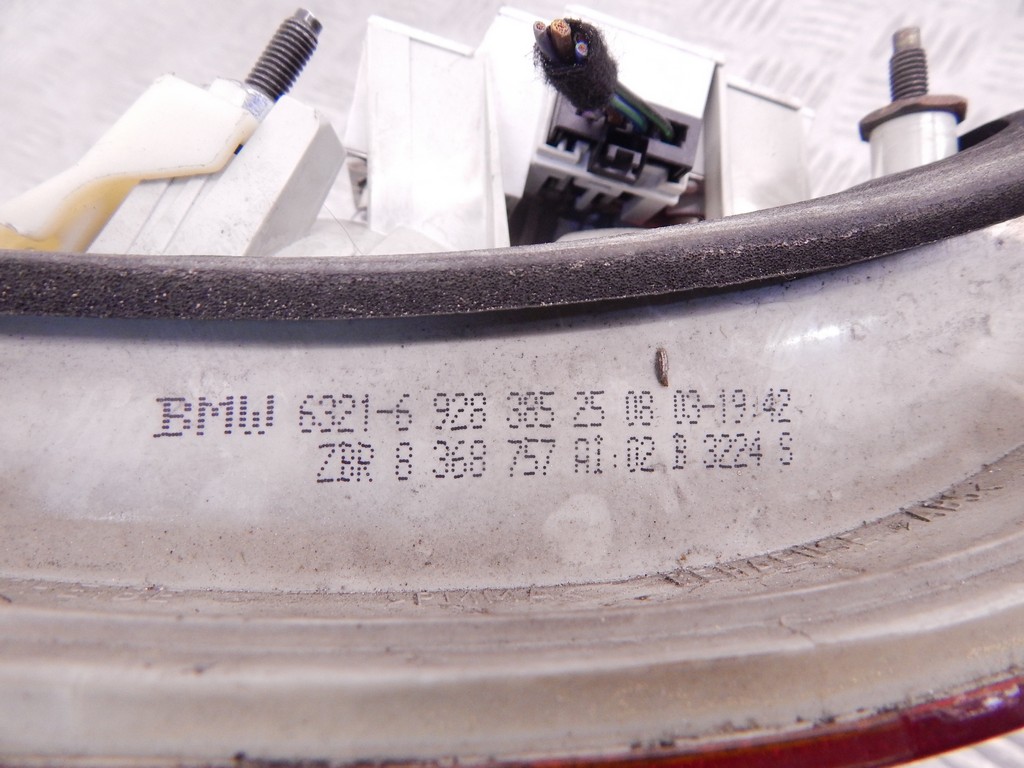 BMW 6321-6 928 385 25 08 09-19:42
ZBR 8 368 757 A1:02 B 3224 S